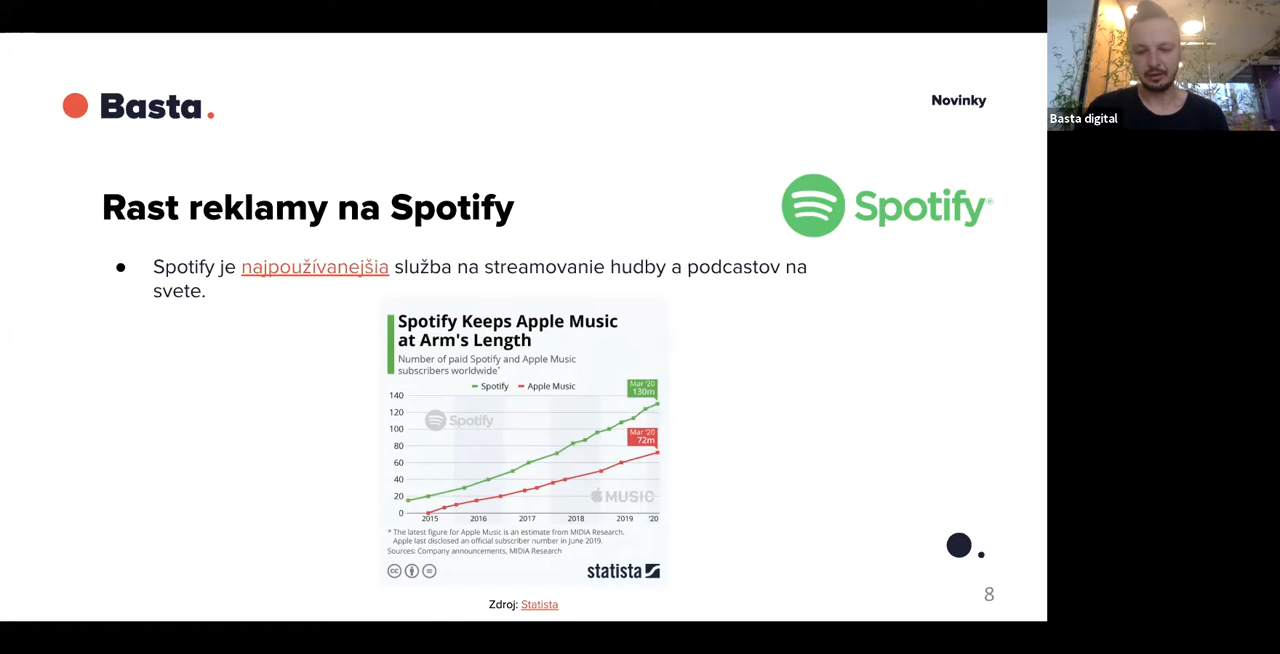 Basta.
Novinky
Basta digital
Rast reklamy na Spotify
Spotify®
● Spotify je najpoužívanejšia služba na streamovanie hudby a podcastov na
svete.
Spotify Keeps Apple Music
at Arm's Length
Number of paid Spotify and Apple Music
subscribers worldwide*
Spotify Apple Music
Mar '20
130m
140
120
100
80
60
40
20
0
Spotify
Mar '20
72m
MUSIC
2015 2016 2017 2018 2019 '20
* The latest figure for Apple Music is an estimate from MIDiA Research.
Apple last disclosed an official subscriber number in June 2019.
Sources: Company announcements, MIDiA Research
cc
statista
Zdroj: Statista
8